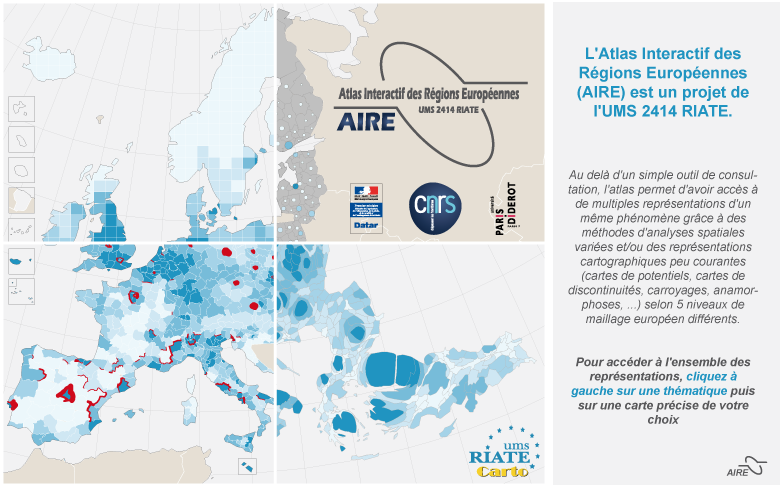 Atlas Interactif des Régions Européennes
UMS 2414 RIATE
AIRE
Datar
cnrs
université
PARIS
DIDEROT
PARIS 7
ums
RIATE
Carto
L'Atlas Interactif des
Régions Européennes
(AIRE) est un projet de
l'UMS 2414 RIATE.
Au delà d'un simple outil de consul-
tation, l'atlas permet d'avoir accès à
de multiples représentations d'un
même phénomène grâce à des
méthodes d'analyses spatiales
variées et/ou des représentations
cartographiques peu courantes
(cartes de potentiels, cartes de
discontinuités, carroyages, anamor-
phoses, ...) selon 5 niveaux de
maillage européen différents.
Pour accéder à l'ensemble des
représentations, cliquez à
gauche sur une thématique puis
sur une carte précise de votre
choix
AIRE